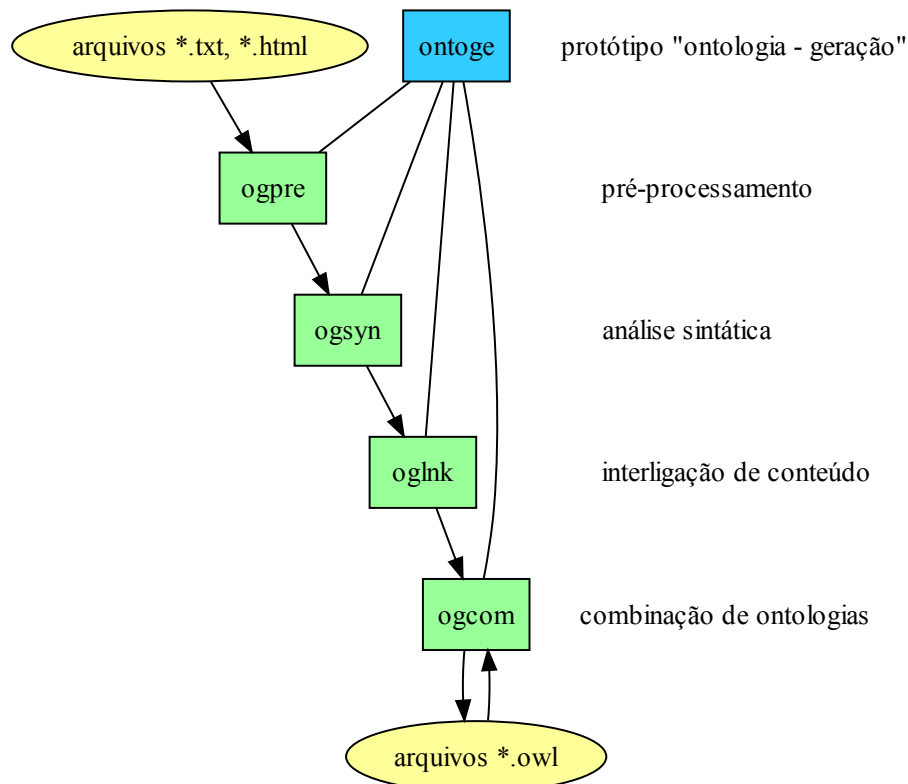 arquivos *.txt, *.html
ontoge
protótipo "ontologia - geração"
ogpre
pré-processamento
ogsyn
análise sintática
oglnk
interligação de conteúdo
ogcom
combinação de ontologias
arquivos *.owl